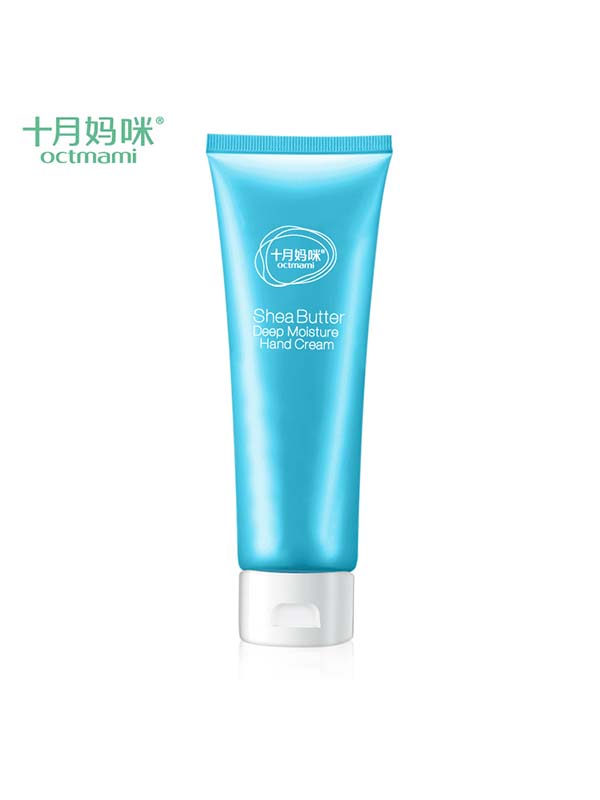 十月妈咪®
octmami
十月妈咪®
octmami
Shea Butter
Deep Moisture
Hand Cream